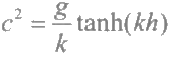 c² = g/k tanh(kh)